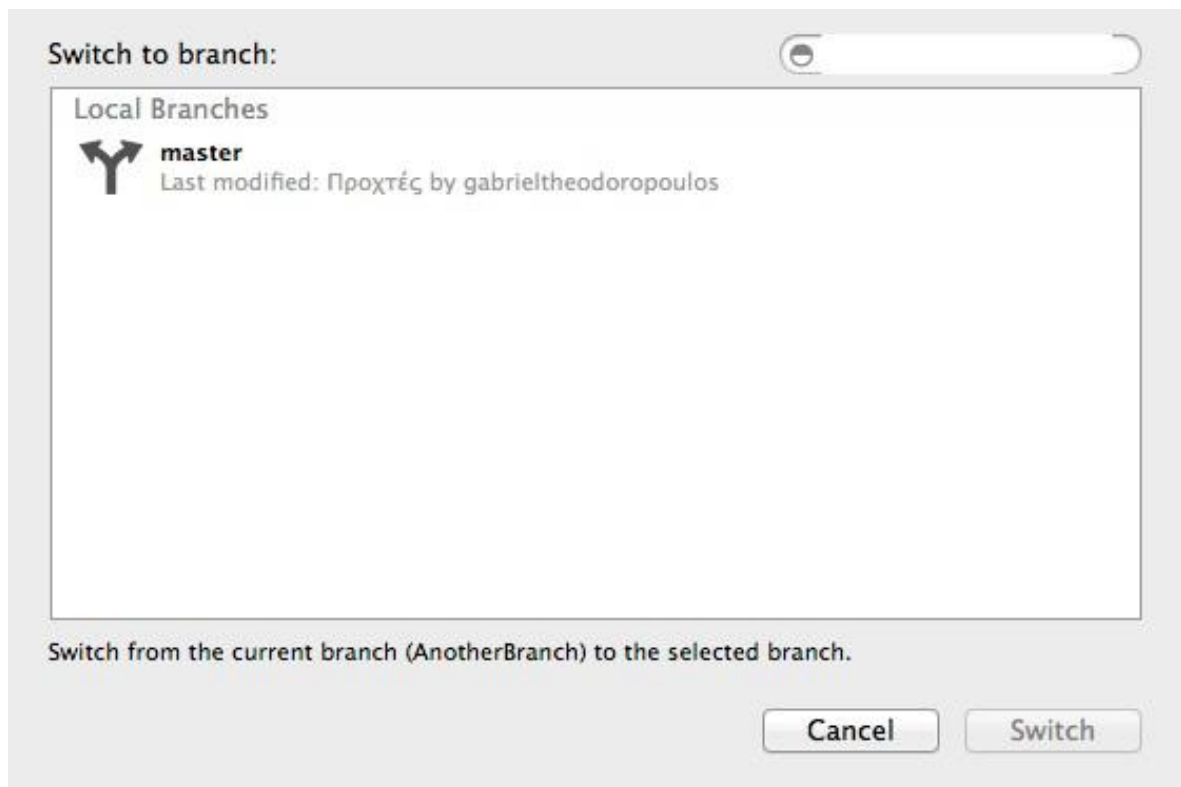 Switch to branch:
Local Branches
master
Last modified: Προχτές by gabrieltheodoropoulos
Switch from the current branch (AnotherBranch) to the selected branch.
Cancel
Switch